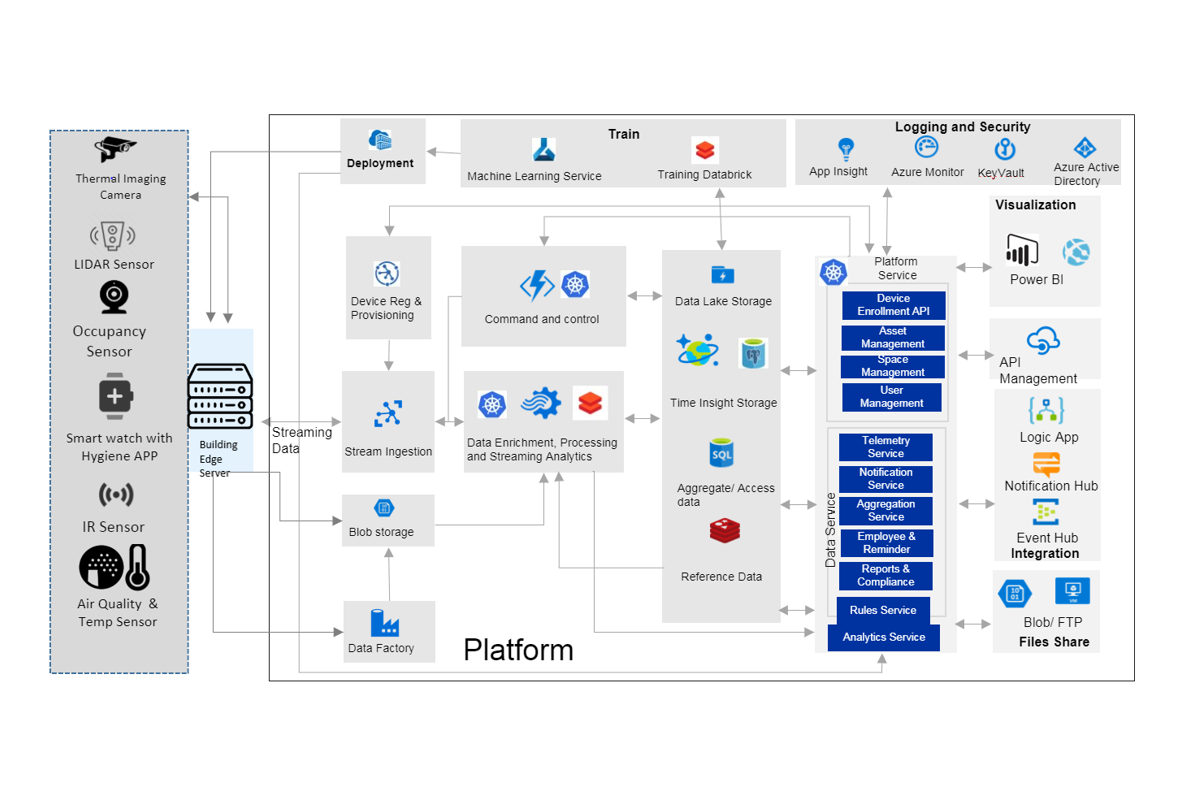 Thermal Imaging
Camera
LIDAR Sensor
Occupancy
Sensor
Smart watch with
Hygiene APP
IR Sensor
Air Quality &
Temp Sensor
Building
Edge
Server
Streaming
Data
Deployment
Train
Machine Learning Service
Training Databrick
Logging and Security
App Insight
Azure Monitor
KeyVault
Azure Active
Directory
Device Reg &
Provisioning
Stream Ingestion
Blob storage
Data Factory
Command and control
Data Enrichment, Processing
and Streaming Analytics
Platform
Data Lake Storage
Time Insight Storage
SQL
Aggregate/ Access
data
Reference Data
Platform
Service
Device
Enrollment API
Asset
Management
Space
Management
User
Management
Data Service
Telemetry
Service
Notification
Service
Aggregation
Service
Employee &
Reminder
Reports &
Compliance
Rules Service
Analytics Service
Visualization
Power BI
API
Management
Logic App
Notification Hub
Event Hub
Integration
10
01
VM
Blob/ FTP
Files Share